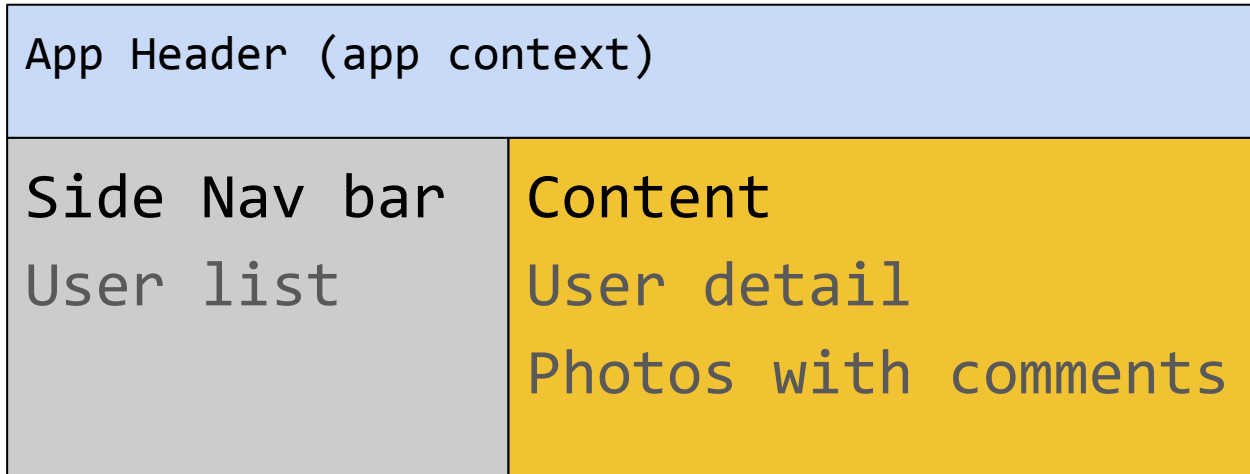 App Header (app context)
Side Nav bar
User list
Content
User detail
Photos with comments